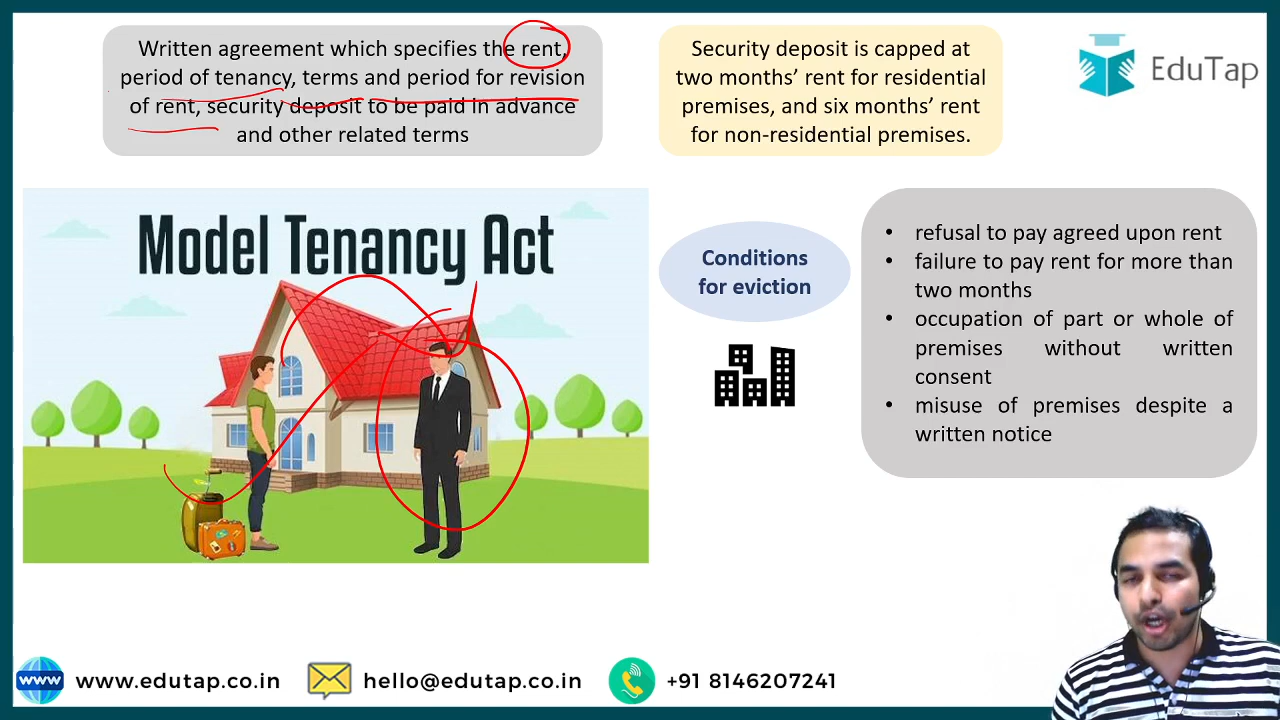 Written agreement which specifies the rent,
period of tenancy, terms and period for revision
of rent, security deposit to be paid in advance
and other related terms
Security deposit is capped at
two months' rent for residential
premises, and six months' rent
for non-residential premises.
EduTap
Model Tenancy Act
Conditions
for eviction
• refusal to pay agreed upon rent
• failure to pay rent for more than
two months
• occupation of part or whole of
premises without written
consent
• misuse of premises despite a
written notice
www
www.edutap.co.in
hello@edutap.co.in
+91 8146207241